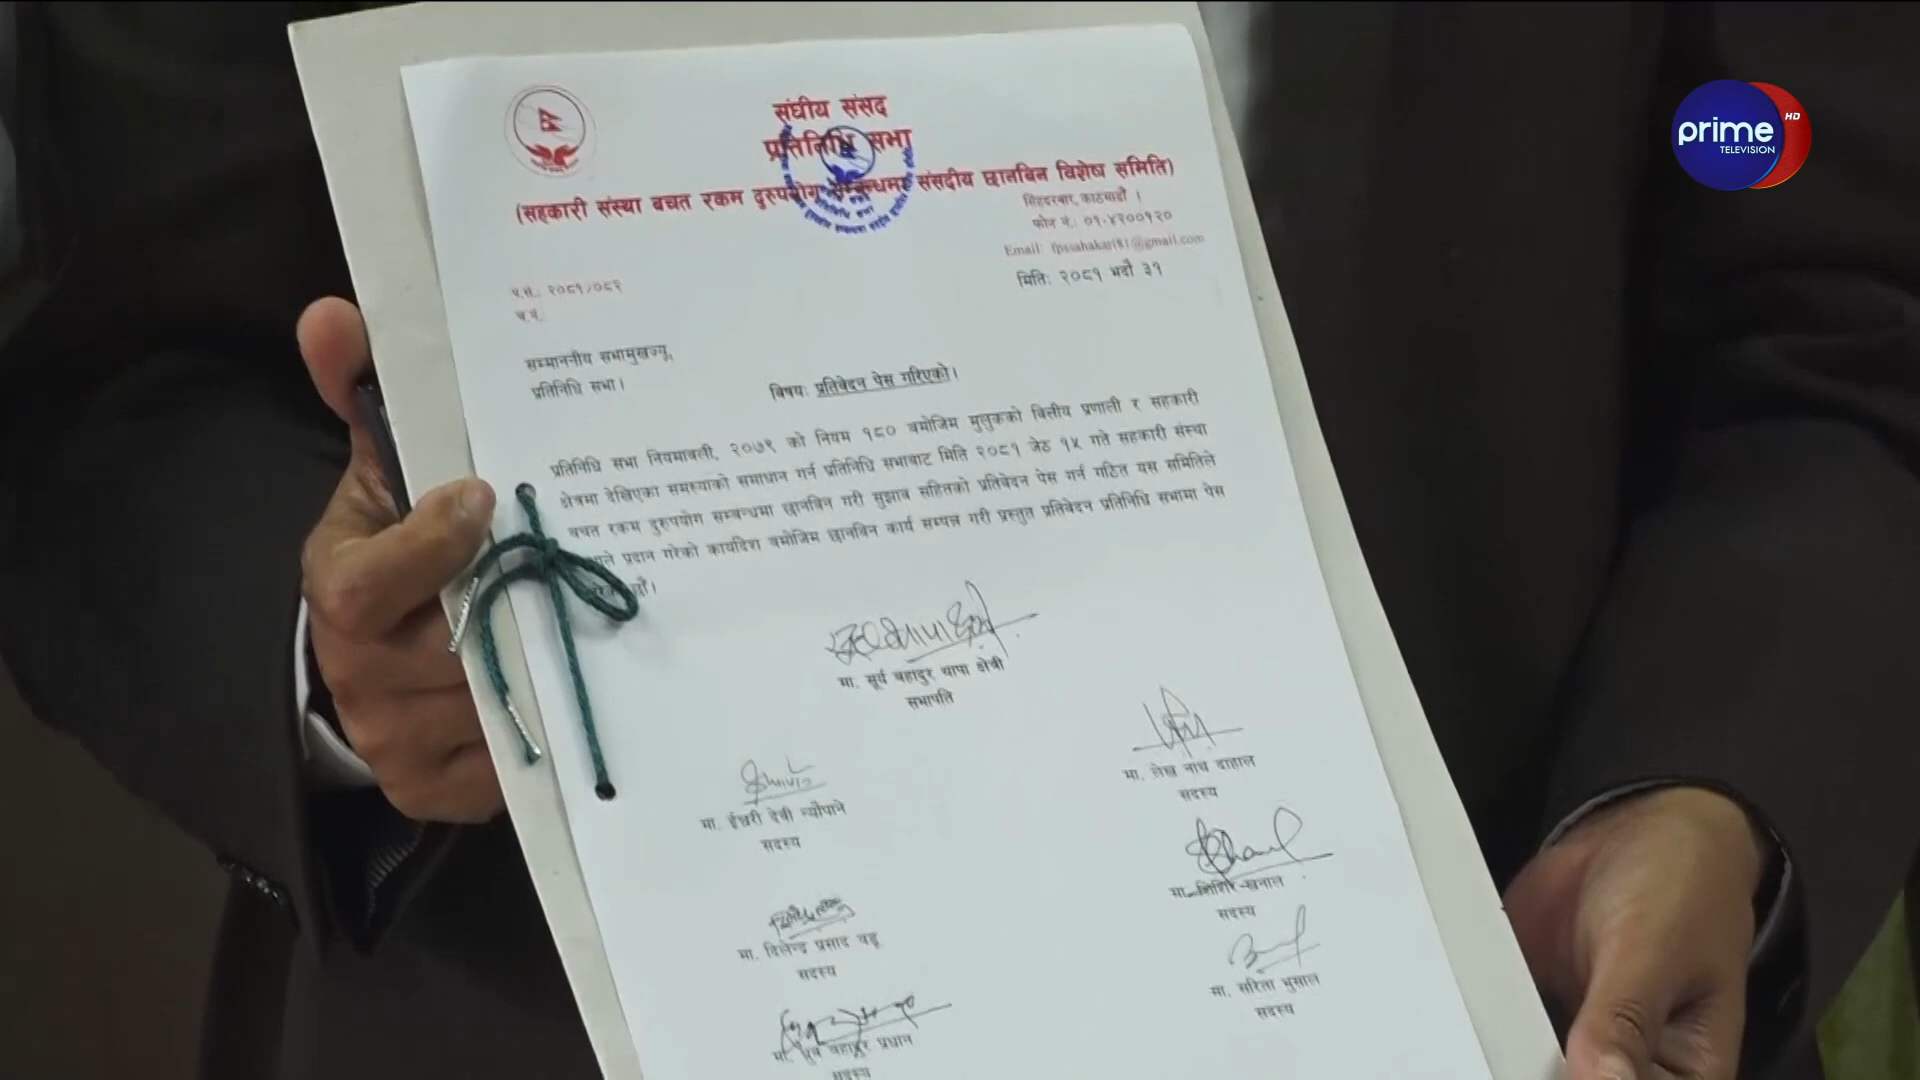 संघीय संसद
प्रतिनिधि सभा
(सहकारी संस्था बचत रकम दुरुपयोग सम्बन्धमा संसदीय छानबिन विशेष समिति)
सिंहदरबार, काठमाडौं ।
फोन नं.: ०१-४२००१२०
Email: fpssahakari81@gmail.com
मितिः २०८१ भदौ ३१
प.सं.: २०८१/०८२
च.नं.
सम्माननीय सभामुखज्यू,
प्रतिनिधि सभा।
विषयः प्रतिवेदन पेस गरिएको।
प्रतिनिधि सभा नियमावली, २०७९ को नियम १८० बमोजिम मुलुकको वित्तीय प्रणाली र सहकारी
क्षेत्रमा देखिएका समस्याको समाधान गर्न प्रतिनिधि सभाबाट मिति २०८१ जेठ १५ गते सहकारी संस्था
बचत रकम दुरुपयोग सम्बन्धमा छानबिन गरी सुझाव सहितको प्रतिवेदन पेस गर्न गठित यस समितिले
प्रदान गरेको कार्यादेश बमोजिम छानबिन कार्य सम्पन्न गरी प्रस्तुत प्रतिवेदन प्रतिनिधि सभामा पेस
मा. सूर्य बहादुर थापा क्षेत्री
सभापति
मा. लेख नाथ दाहाल
सदस्य
मा. ईश्वरी देवी न्यौपाने
सदस्य
मा. शिशिर खनाल
सदस्य
मा. दिलेन्द्र प्रसाद बडू
सदस्य
मा. सरिता भुसाल
सदस्य
मा. ध्रुव बहादुर प्रधान
सदस्य
prime HD
TELEVISION